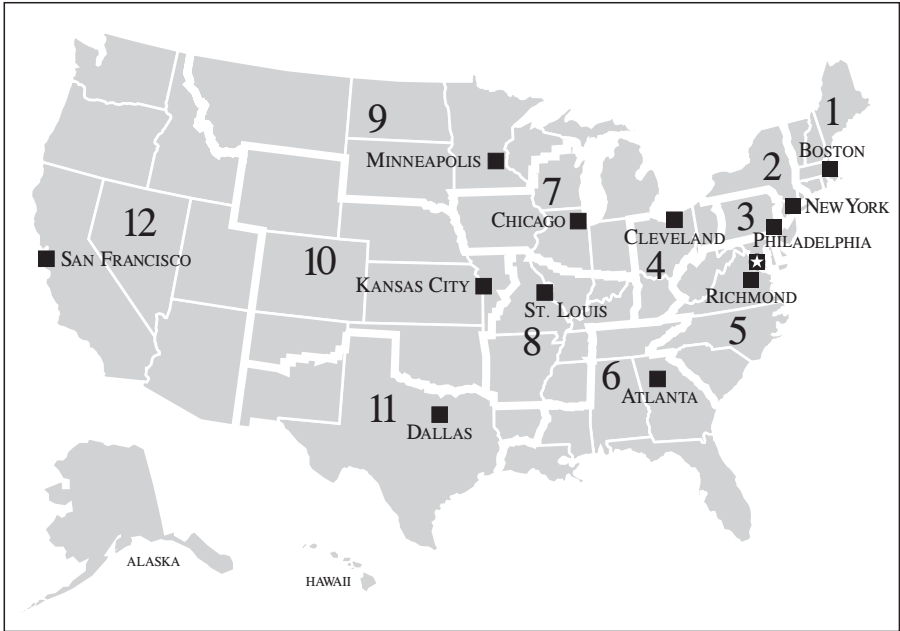 1
BOSTON
9
2
MINNEAPOLIS
7
NEW YORK
12
CHICAGO
3
CLEVELAND
PHILADELPHIA
SAN FRANCISCO
10
4
KANSAS CITY
RICHMOND
ST. LOUIS
5
8
6
ATLANTA
11
DALLAS
ALASKA
HAWAII